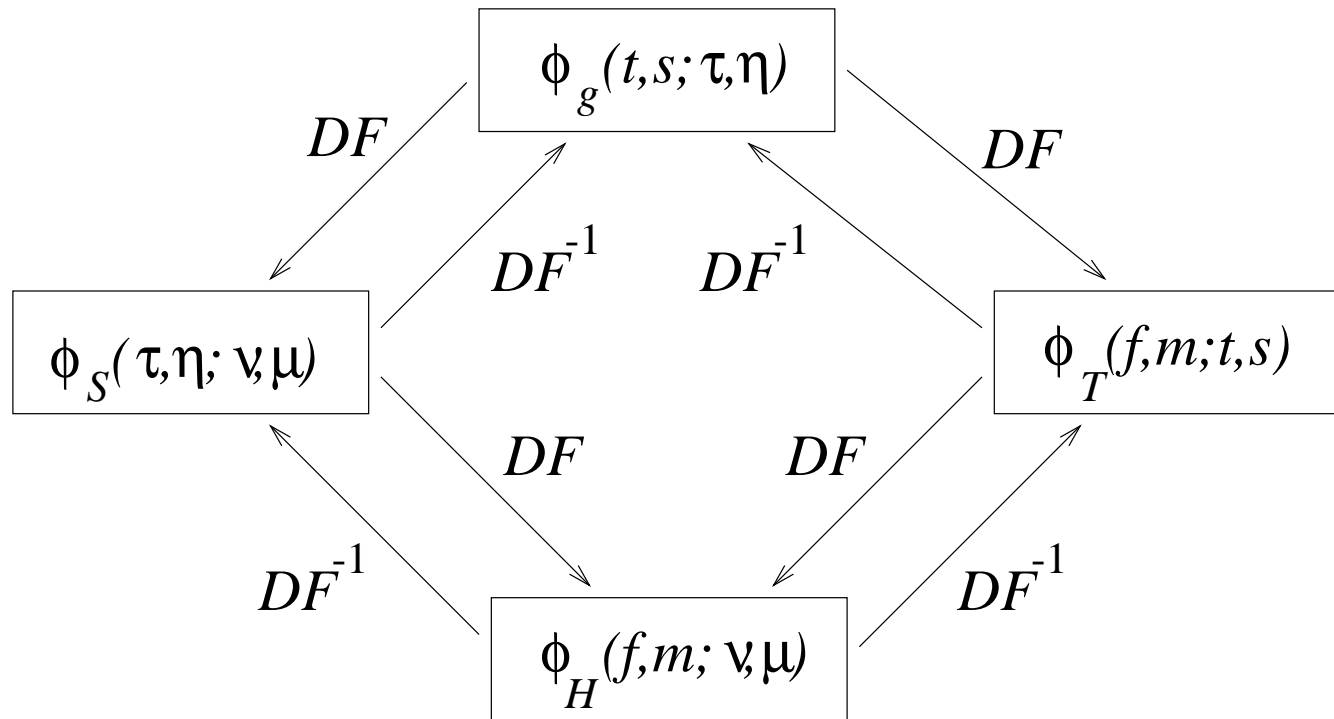 ϕ_g(t,s; τ,η)
DF DF
DF^-1 DF^-1
ϕ_S(τ,η; ν,μ) ϕ_T(f,m;t,s)
DF DF
DF^-1 DF^-1
ϕ_H(f,m; ν,μ)